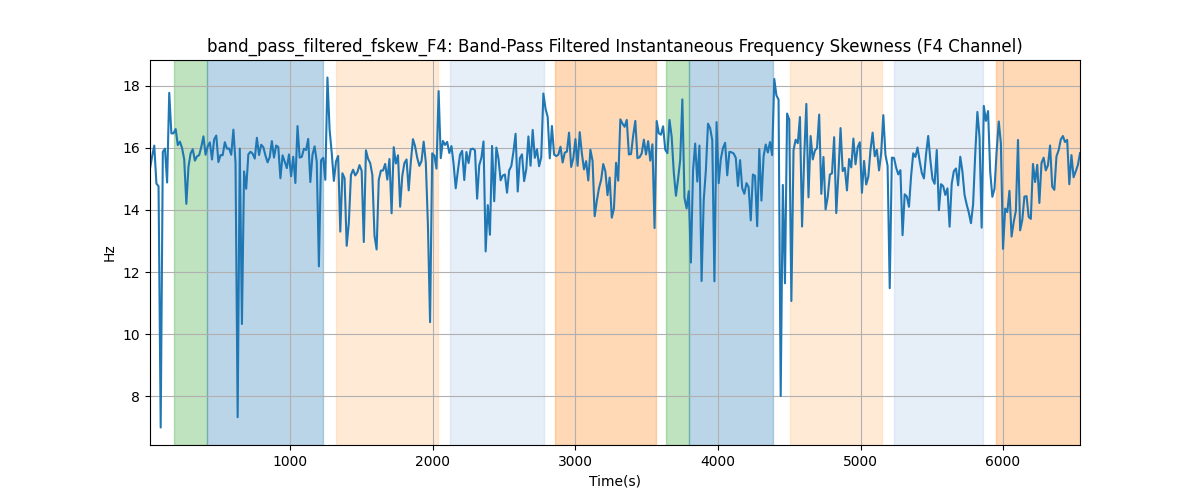 band_pass_filtered_fskew_F4: Band-Pass Filtered Instantaneous Frequency Skewness (F4 Channel)
18
16
14
12
10
8
Hz
1000 2000 3000 4000 5000 6000
Time(s)